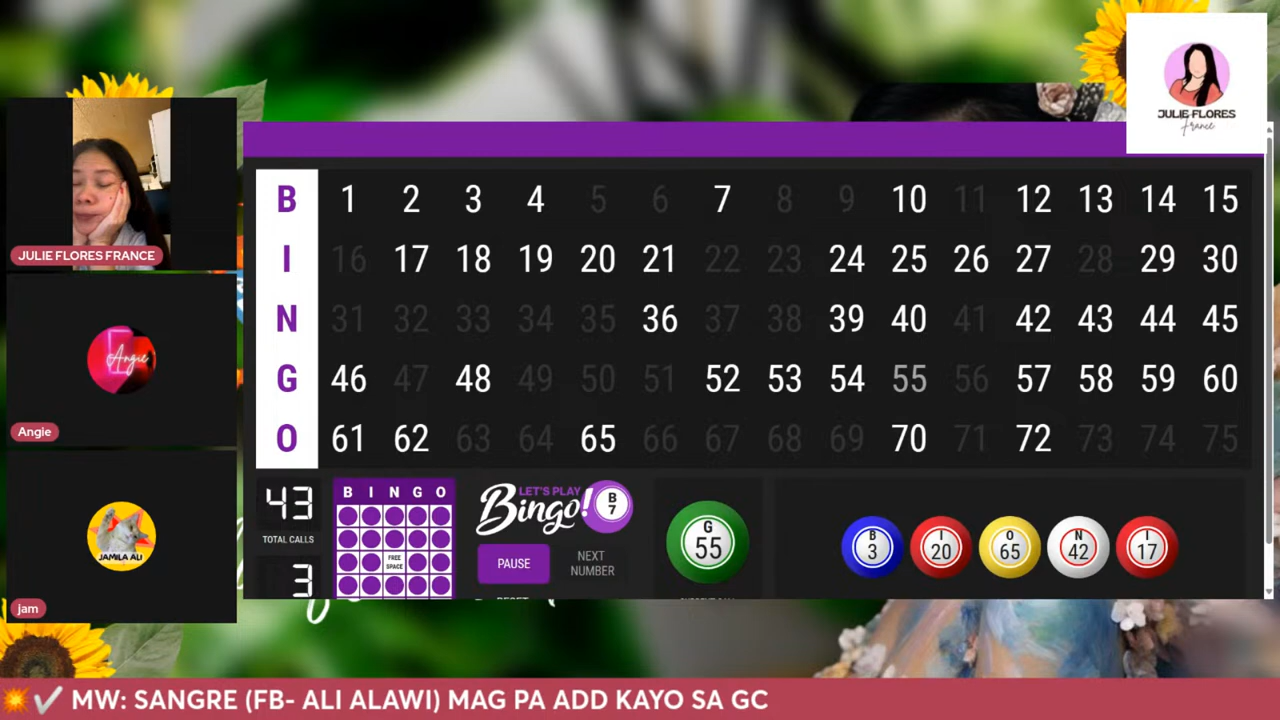 JULIE FLORES
France
JULIE FLORES FRANCE
Angie
Angie
JAMILA ALI
jam
B 1 2 3 4 5 6 7 8 9 10 11 12 13 14 15
I 16 17 18 19 20 21 22 23 24 25 26 27 28 29 30
N 31 32 33 34 35 36 37 38 39 40 41 42 43 44 45
G 46 47 48 49 50 51 52 53 54 55 56 57 58 59 60
O 61 62 63 64 65 66 67 68 69 70 71 72 73 74 75
43
TOTAL CALLS
3
B I N G O
FREE
SPACE
LET'S PLAY
Bingo!
B
7
PAUSE
NEXT
NUMBER
G
55
B
3
I
20
O
65
N
42
I
17
💥✔ MW: SANGRE (FB- ALI ALAWI) MAG PA ADD KAYO SA GC